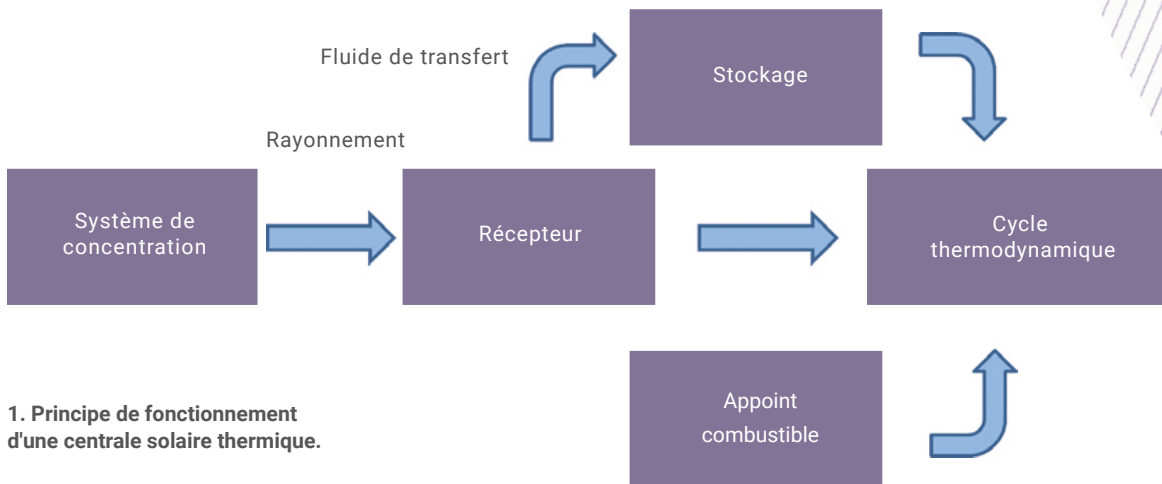 Fluide de transfert
Stockage
Rayonnement
Système de
concentration
Récepteur
Cycle
thermodynamique
Appoint
combustible
1. Principe de fonctionnement
d'une centrale solaire thermique.